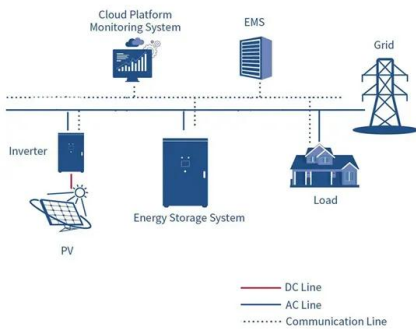 Cloud Platform
Monitoring System
EMS
Grid
Inverter
Energy Storage System
Load
PV
DC Line
AC Line
Communication Line